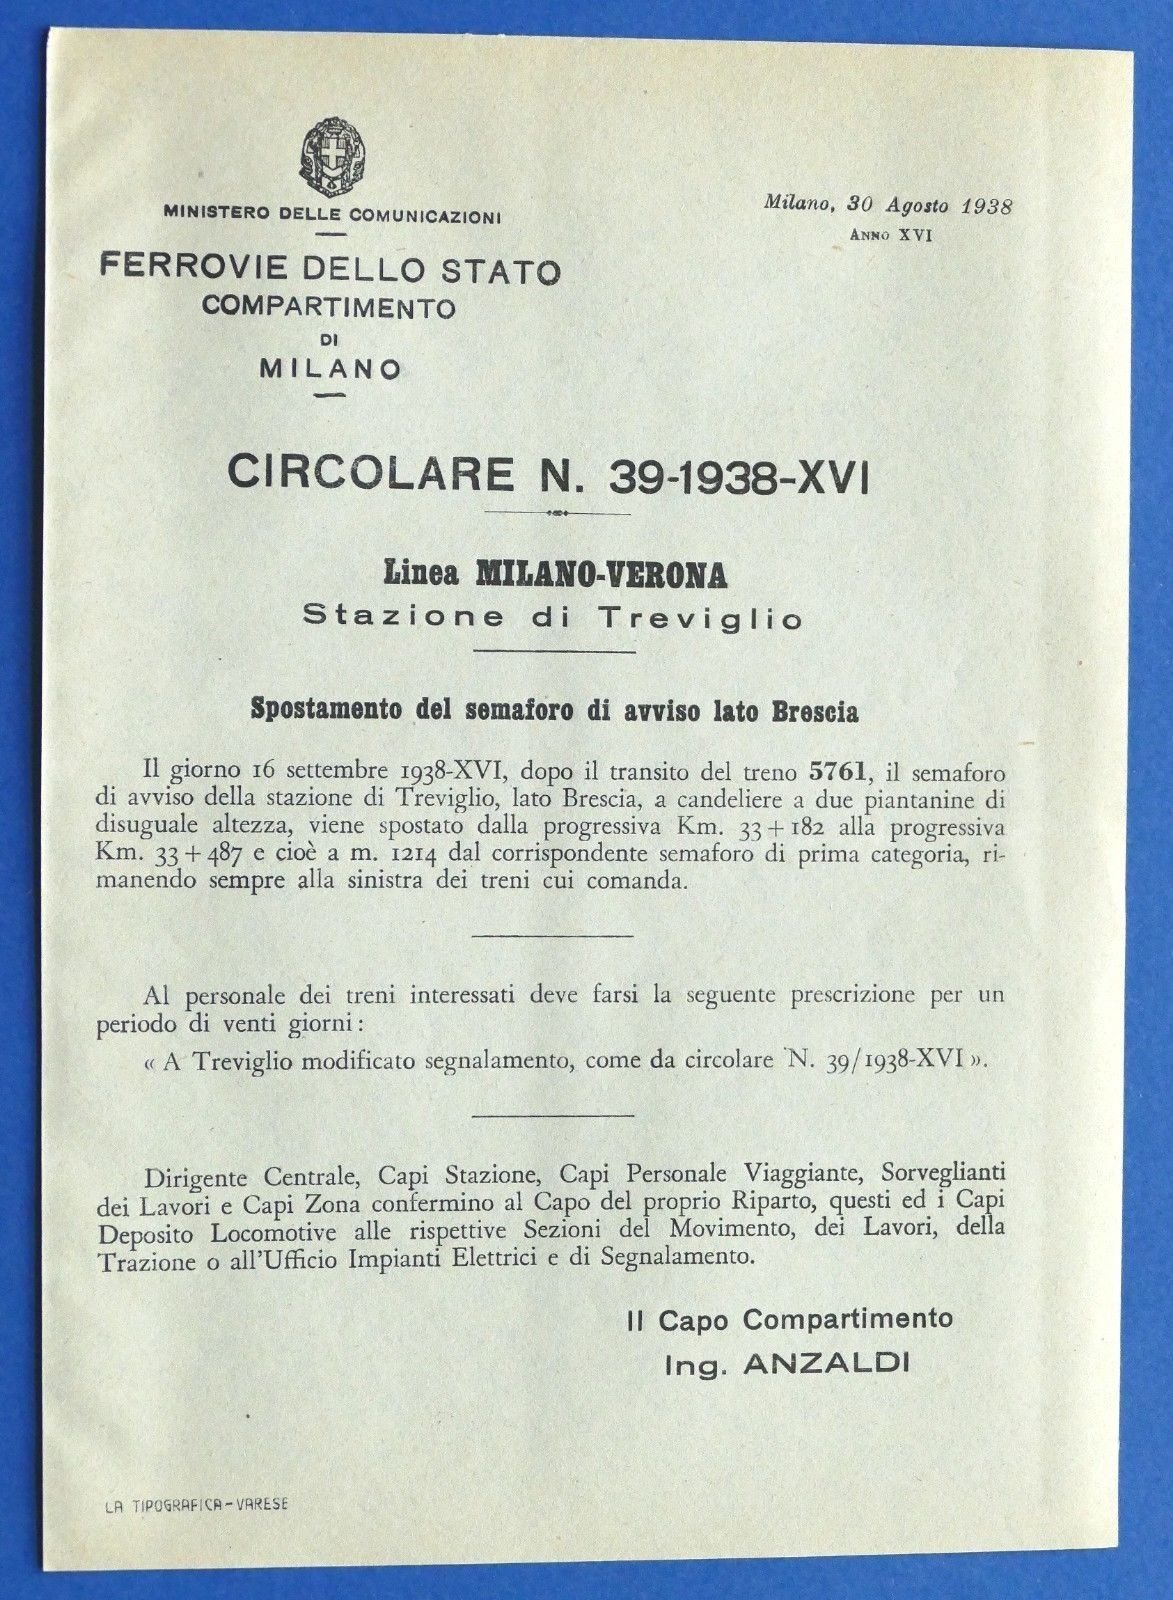 MINISTERO DELLE COMUNICAZIONI
FERROVIE DELLO STATO
COMPARTIMENTO
DI
MILANO
Milano, 30 Agosto 1938
ANNO XVI
CIRCOLARE N. 39-1938-XVI
Linea MILANO-VERONA
Stazione di Treviglio
Spostamento del semaforo di avviso lato Brescia
Il giorno 16 settembre 1938-XVI, dopo il transito del treno 5761, il semaforo
di avviso della stazione di Treviglio, lato Brescia, a candeliere a due piantanine di
disuguale altezza, viene spostato dalla progressiva Km. 33 + 182 alla progressiva
Km. 33 + 487 e cioè a m. 1214 dal corrispondente semaforo di prima categoria, ri-
manendo sempre alla sinistra dei treni cui comanda.
Al personale dei treni interessati deve farsi la seguente prescrizione per un
periodo di venti giorni :
« A Treviglio modificato segnalamento, come da circolare N. 39/1938-XVI ».
Dirigente Centrale, Capi Stazione, Capi Personale Viaggiante, Sorveglianti
dei Lavori e Capi Zona confermino al Capo del proprio Riparto, questi ed i Capi
Deposito Locomotive alle rispettive Sezioni del Movimento, dei Lavori, della
Trazione o all'Ufficio Impianti Elettrici e di Segnalamento.
Il Capo Compartimento
Ing. ANZALDI
LA TIPOGRAFICA - VARESE